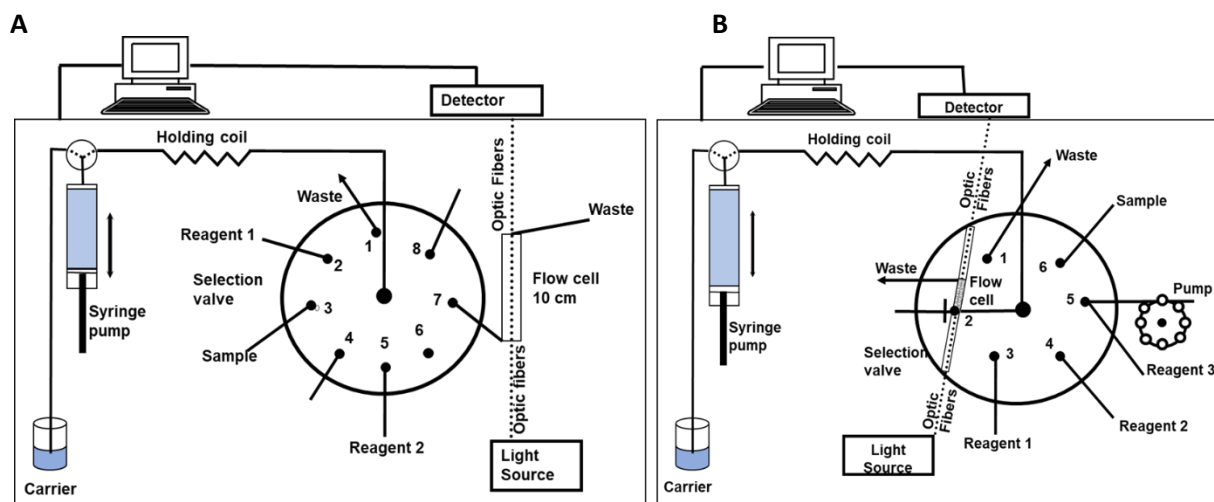 A
B
Detector
Holding coil
Optic Fibers
Waste
Waste
Reagent 1
1
2
8
Selection
valve
3
7
Flow cell
10 cm
Syringe
pump
Sample
4
5
6
Optic fibers
Reagent 2
Light
Source
Carrier
Detector
Holding coil
Waste
Optic
Fibers
Sample
1
6
Waste
Flow
cell
2
5
Pump
Syringe
pump
Selection
valve
3
4
Reagent 3
Optic
Fibers
Reagent 1
Reagent 2
Light
Source
Carrier